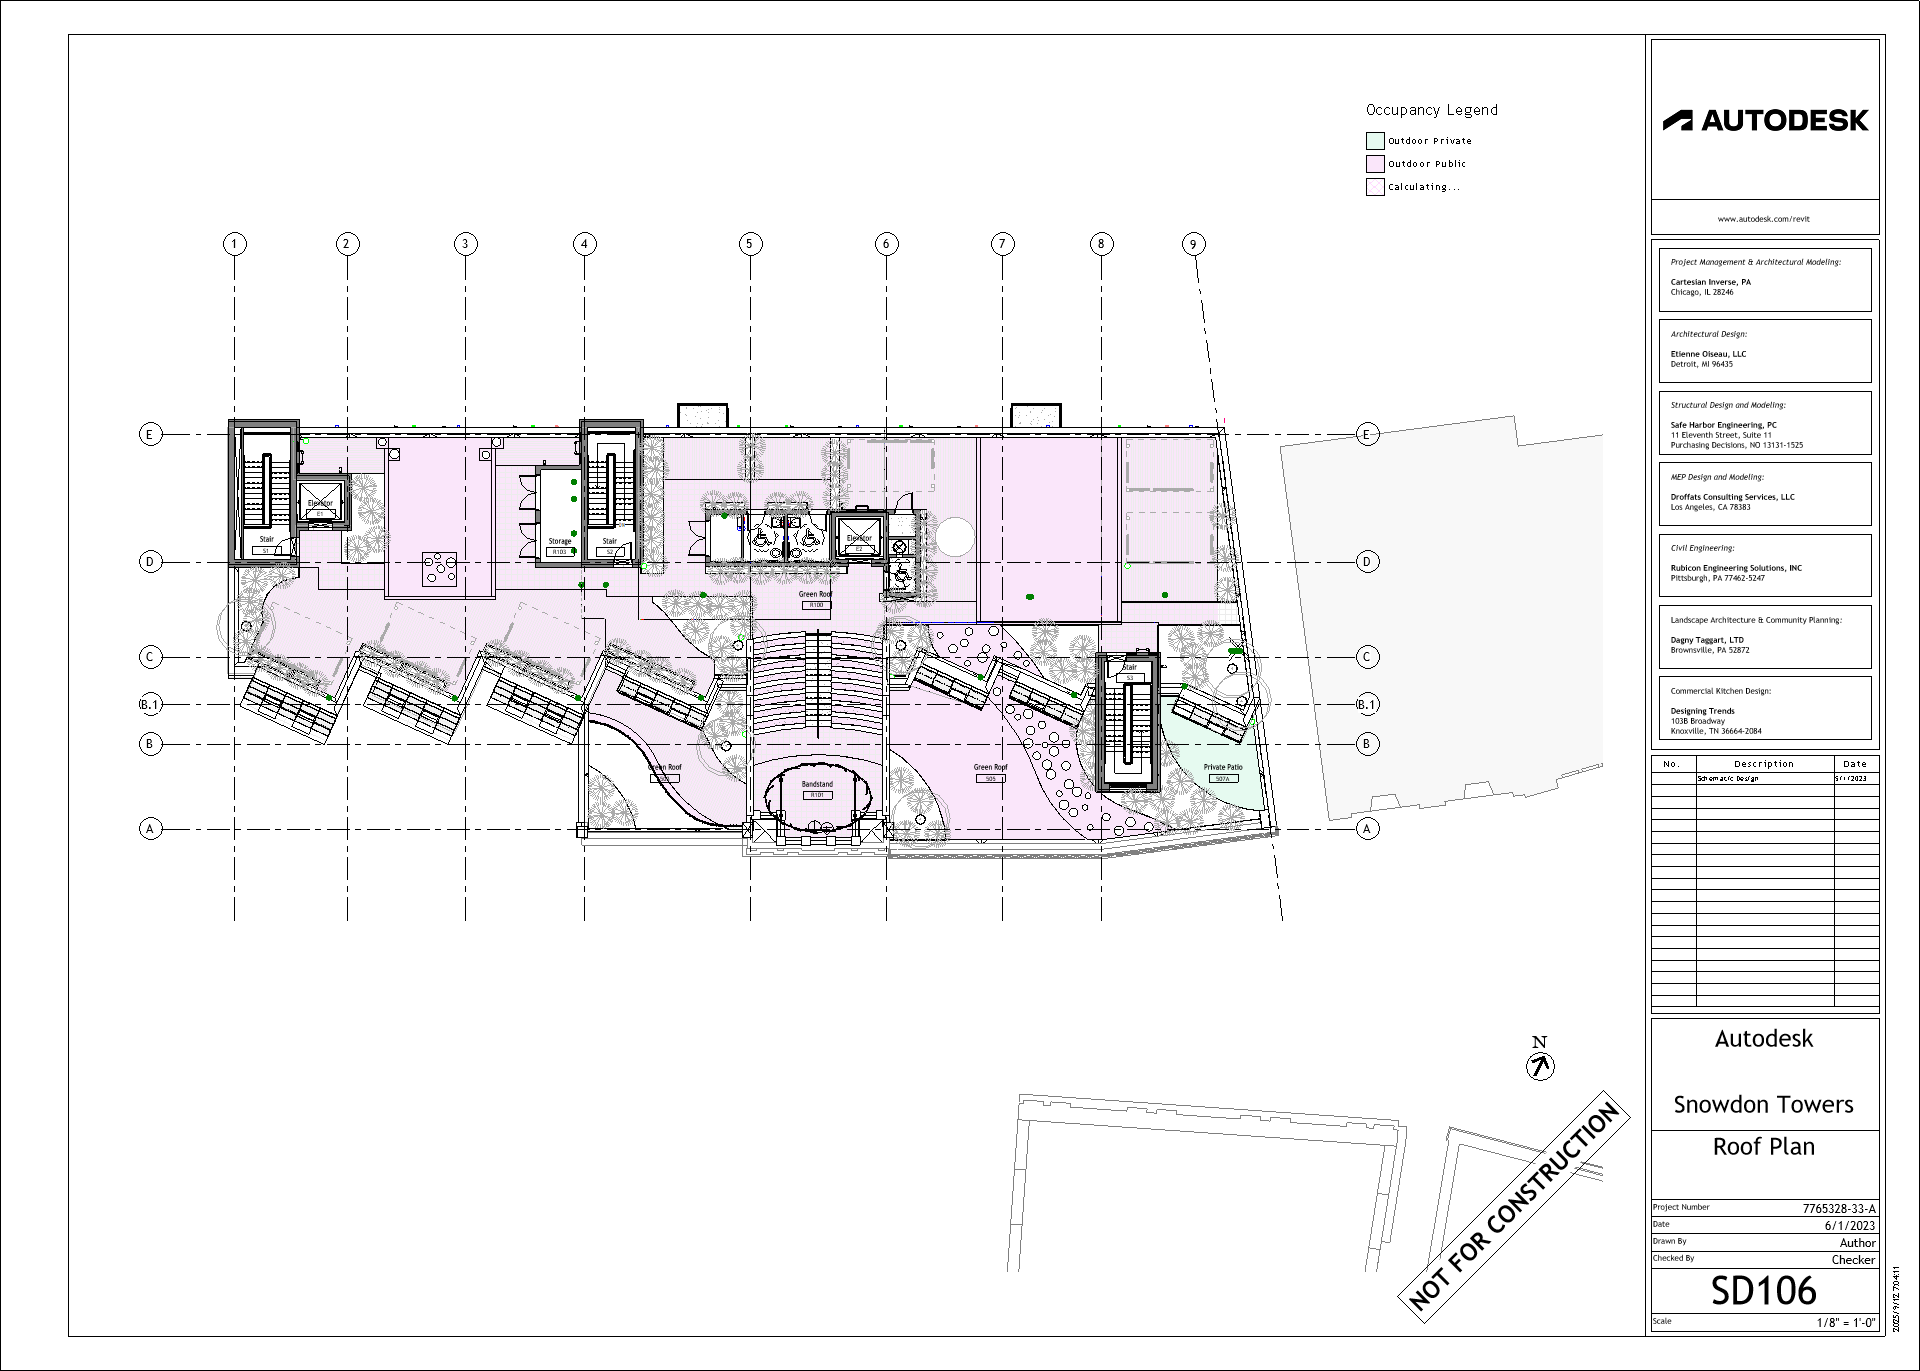 Occupancy Legend
Outdoor Private
Outdoor Public
Calculating...
1 2 3 4 5 6 7 8 9
E E
D D
C C
B.1 B.1
B B
A A
Stair
S1
Elevator
E1
Storage
R103
Stair
S2
Elevator
E2
Green Roof
R100
Stair
S3
Green Roof
Bandstand
R101
Green Roof
505
Private Patio
507A
N
NOT FOR CONSTRUCTION
AUTODESK
www.autodesk.com/revit
Project Management & Architectural Modeling:
Cartesian Inverse, PA
Chicago, IL 28246
Architectural Design:
Etienne Oiseau, LLC
Detroit, MI 96435
Structural Design and Modeling:
Safe Harbor Engineering, PC
11 Eleventh Street, Suite 11
Purchasing Decisions, NO 13131-1525
MEP Design and Modeling:
Droffats Consulting Services, LLC
Los Angeles, CA 78383
Civil Engineering:
Rubicon Engineering Solutions, INC
Pittsburgh, PA 77462-5247
Landscape Architecture & Community Planning:
Dagny Taggart, LTD
Brownsville, PA 52872
Commercial Kitchen Design:
Designing Trends
103B Broadway
Knoxville, TN 36664-2084
No. Description Date
Schematic Design 5/1/2023
Autodesk
Snowdon Towers
Roof Plan
Project Number 7765328-33-A
Date 6/1/2023
Drawn By Author
Checked By Checker
SD106
Scale 1/8" = 1'-0"
2025/9/12 7:04:11